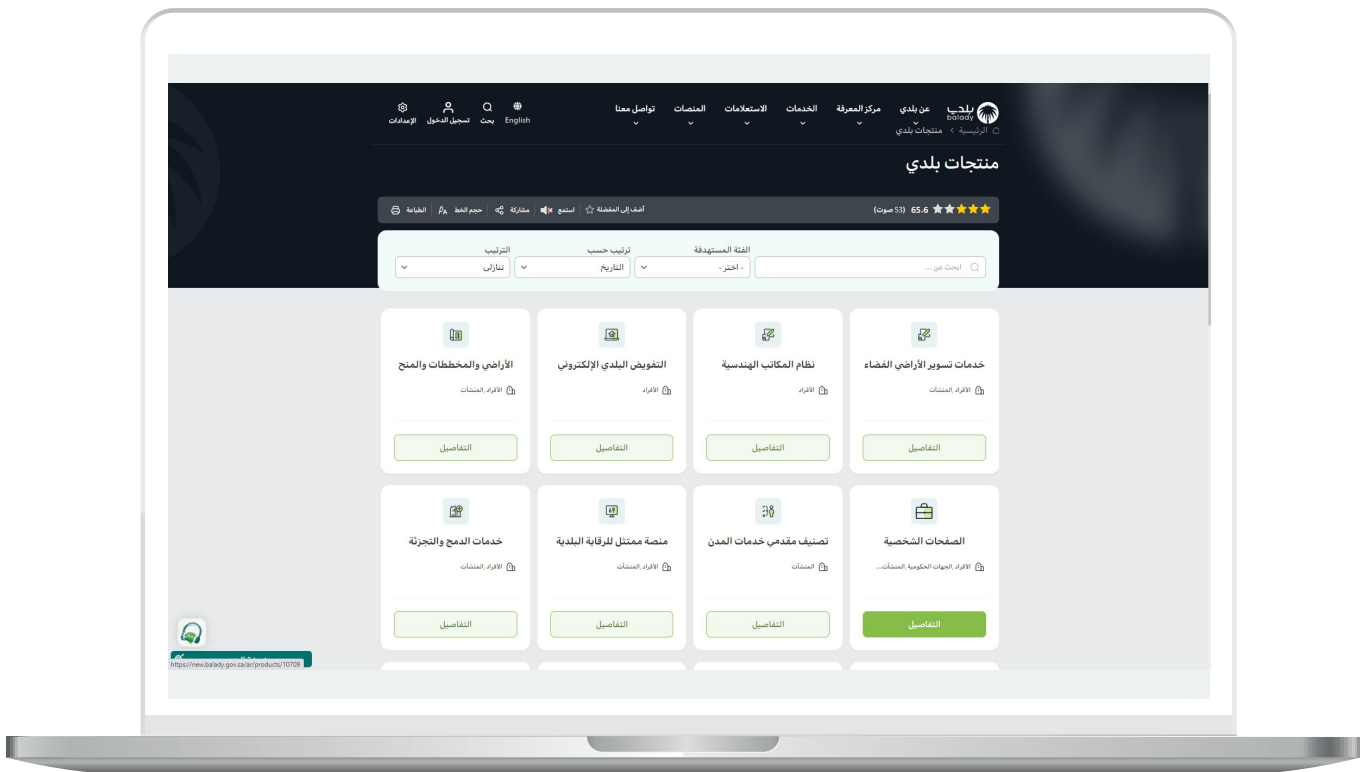 بلدي
balady
عن بلدي
مركز المعرفة
الخدمات
الاستعلامات
المنصات
تواصل معنا
English
بحث
تسجيل الدخول
الإعدادات
الرئيسية > منتجات بلدي
منتجات بلدي
65.6 (53 صوت)
أضف إلى المفضلة
استمع
مشاركة
حجم الخط
الطباعة
الفئة المستهدفة
ترتيب حسب
الترتيب
ابحث عن ...
- اختر -
التاريخ
تنازلي
خدمات تسوير الأراضي الفضاء
نظام المكاتب الهندسية
التفويض البلدي الإلكتروني
الأراضي والمخططات والمنح
الأفراد ,المنشآت
الأفراد
الأفراد
الأفراد ,المنشآت
التفاصيل
التفاصيل
التفاصيل
التفاصيل
الصفحات الشخصية
تصنيف مقدمي خدمات المدن
منصة ممتثل للرقابة البلدية
خدمات الدمج والتجزئة
الأفراد ,الجهات الحكومية ,المنشآت...
المنشآت
الأفراد ,المنشآت
الأفراد ,المنشآت
التفاصيل
التفاصيل
التفاصيل
التفاصيل
https://new.balady.gov.sa/ar/products/10709